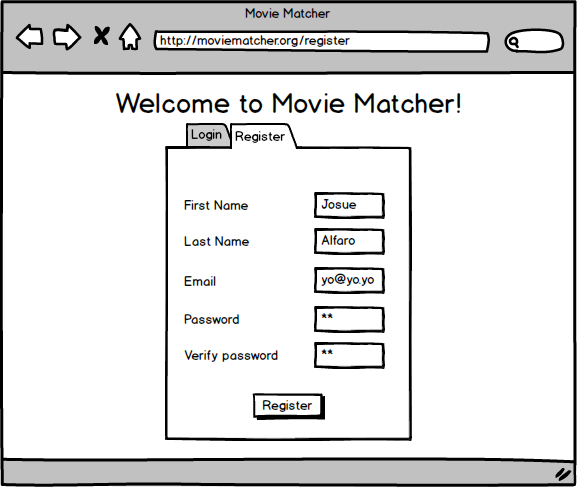 Movie Matcher
http://moviematcher.org/register
Welcome to Movie Matcher!
Login Register
First Name Josue
Last Name Alfaro
Email yo@yo.yo
Password **
Verify password **
Register